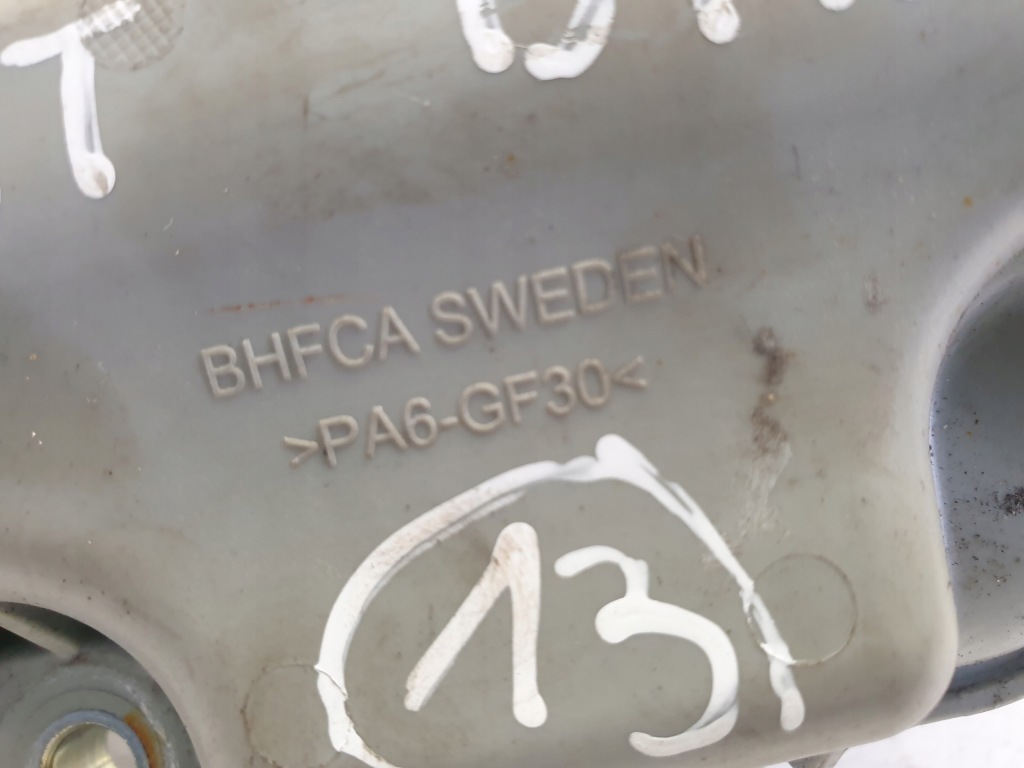 BHFCA SWEDEN
>PA6-GF30<
13